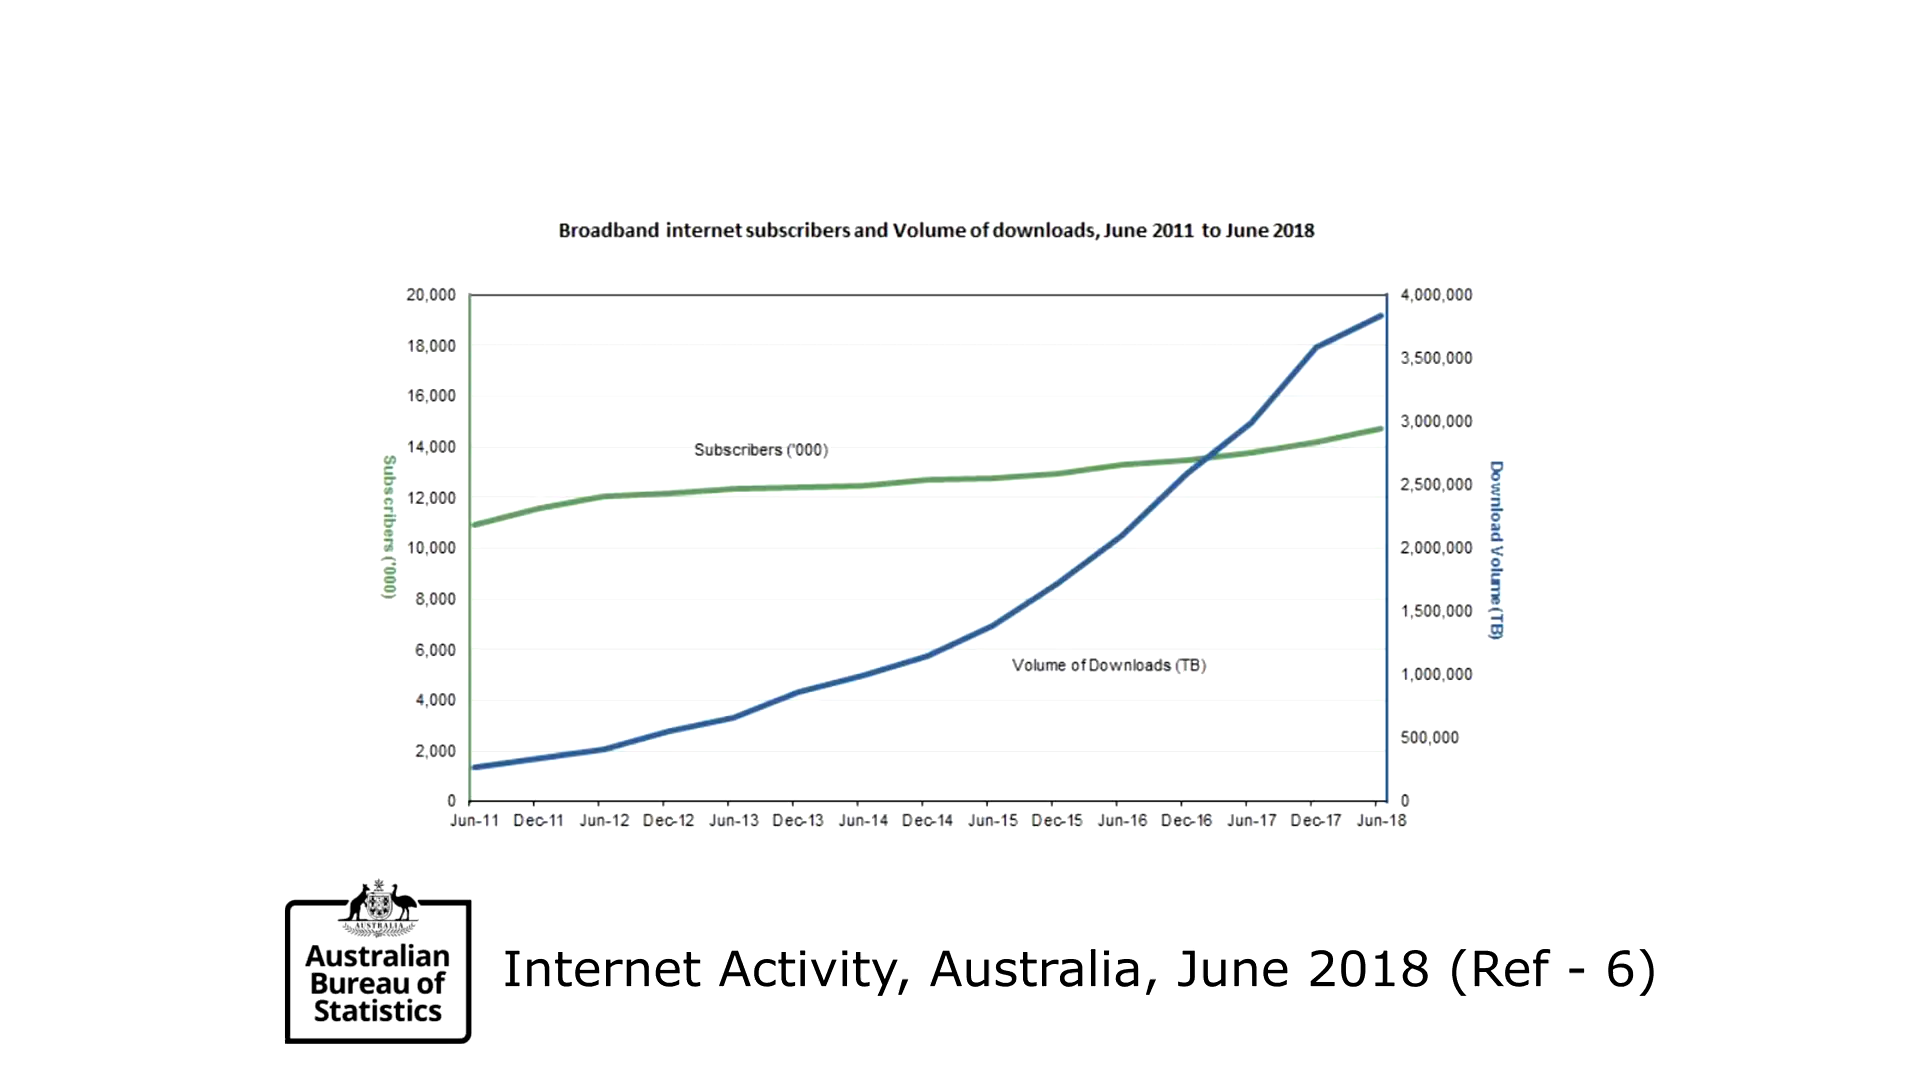 Broadband internet subscribers and Volume of downloads, June 2011 to June 2018
20,000
18,000
16,000
14,000
12,000
10,000
8,000
6,000
4,000
2,000
0
Subscribers ('000)
Subscribers ('000)
Volume of Downloads (TB)
4,000,000
3,500,000
3,000,000
2,500,000
2,000,000
1,500,000
1,000,000
500,000
0
Download Volume (TB)
Jun-11 Dec-11 Jun-12 Dec-12 Jun-13 Dec-13 Jun-14 Dec-14 Jun-15 Dec-15 Jun-16 Dec-16 Jun-17 Dec-17 Jun-18
AUSTRALIA
Australian
Bureau of
Statistics
Internet Activity, Australia, June 2018 (Ref - 6)